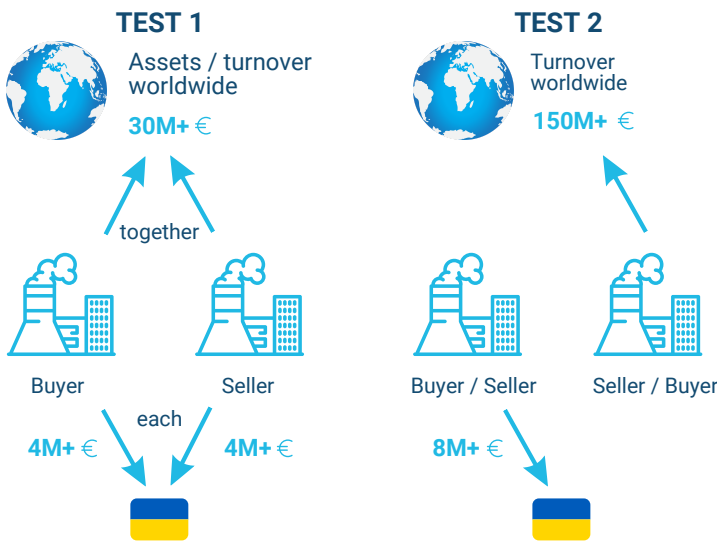 TEST 1
Assets / turnover
worldwide
30M+ €
together
Buyer
Seller
each
4M+ €
4M+ €
TEST 2
Turnover
worldwide
150M+ €
Buyer / Seller
Seller / Buyer
8M+ €